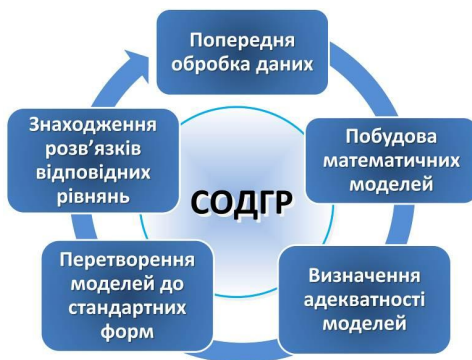 Попередня
обробка даних
Побудова
математичних
моделей
Визначення
адекватності
моделей
Перетворення
моделей до
стандартних
форм
Знаходження
розв’язків
відповідних
рівнянь
СОДГР